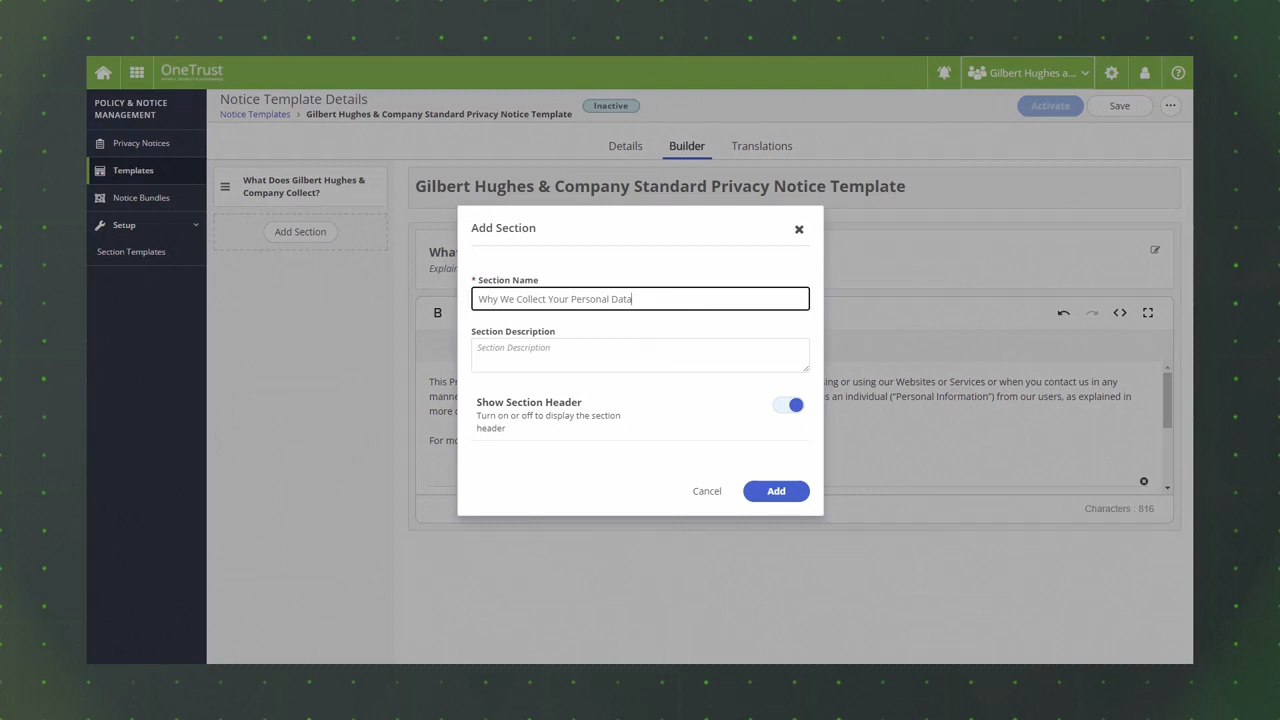 OneTrust
Gilbert Hughes a...
POLICY & NOTICE
MANAGEMENT
Privacy Notices
Templates
Notice Bundles
Setup
Section Templates
Notice Template Details
Notice Templates > Gilbert Hughes & Company Standard Privacy Notice Template
Inactive
Activate
Save
Details
Builder
Translations
What Does Gilbert Hughes &
Company Collect?
Add Section
Gilbert Hughes & Company Standard Privacy Notice Template
What
Explain
B
This Pr
ing or using our Websites or Services or when you contact us in any
manne
s an individual ("Personal Information") from our users, as explained in
more
For mo
Characters : 816
Add Section
* Section Name
Why We Collect Your Personal Data
Section Description
Section Description
Show Section Header
Turn on or off to display the section
header
Cancel
Add